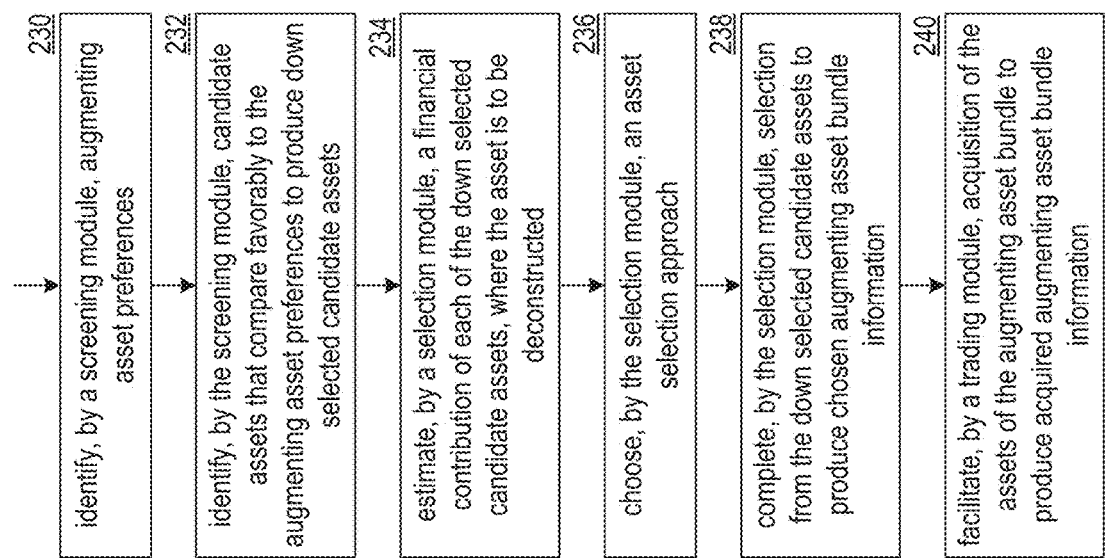 230
identify, by a screening module, augmenting
asset preferences
232
identify, by the screening module, candidate
assets that compare favorably to the
augmenting asset preferences to produce down
selected candidate assets
234
estimate, by a selection module, a financial
contribution of each of the down selected
candidate assets, where the asset is to be
deconstructed
236
choose, by the selection module, an asset
selection approach
238
complete, by the selection module, selection
from the down selected candidate assets to
produce chosen augmenting asset bundle
information
240
facilitate, by a trading module, acquisition of the
assets of the augmenting asset bundle to
produce acquired augmenting asset bundle
information